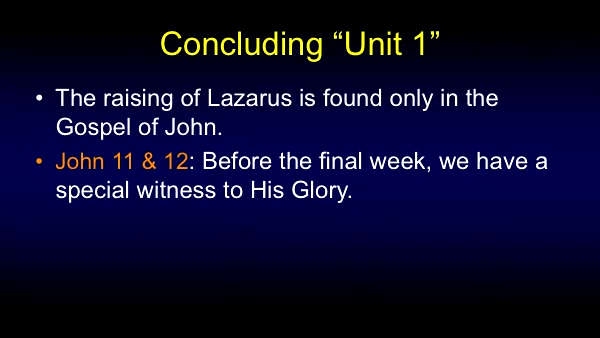 Concluding “Unit 1”
• The raising of Lazarus is found only in the
Gospel of John.
• John 11 & 12: Before the final week, we have a
special witness to His Glory.